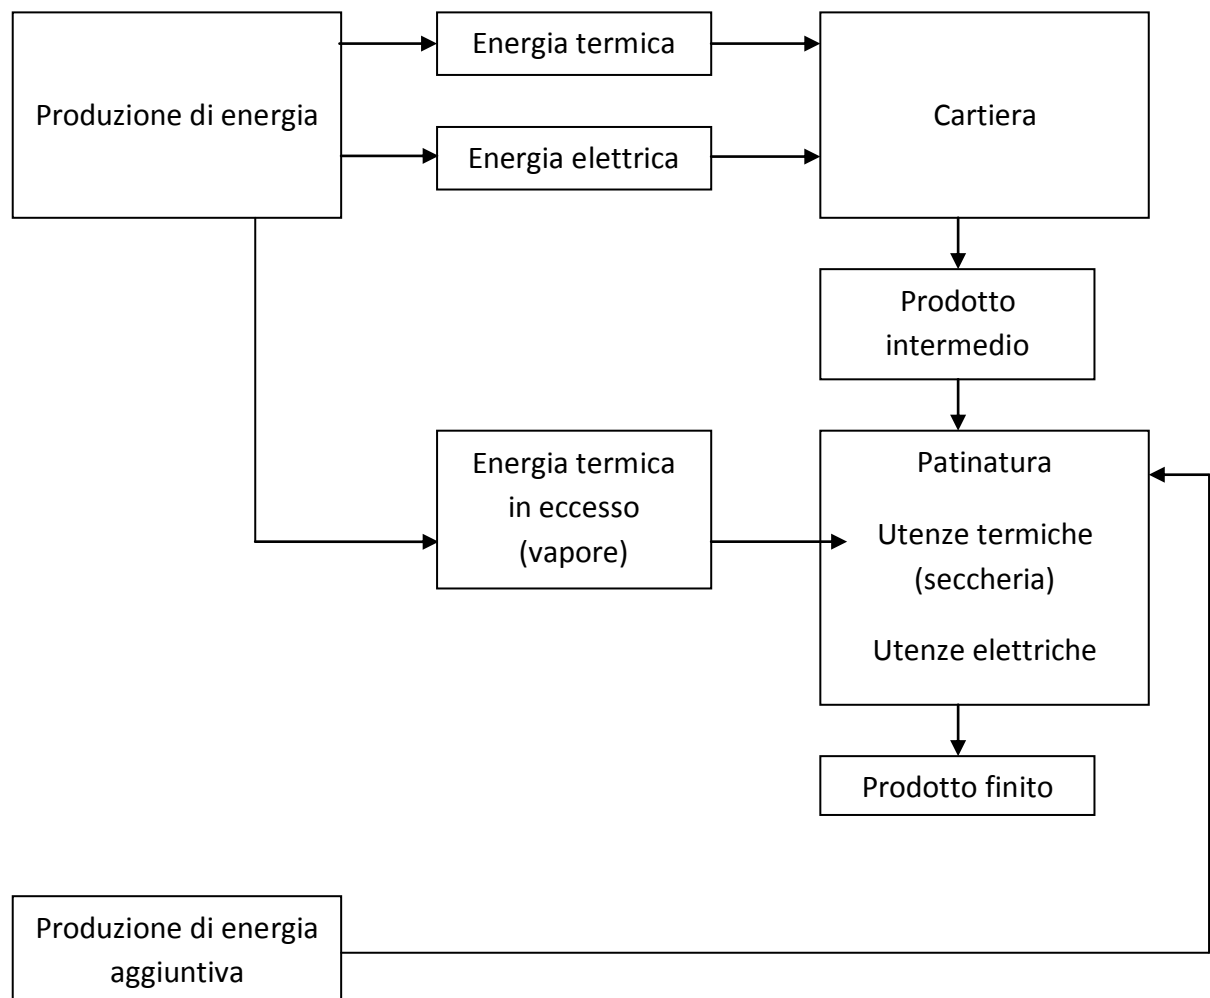 Energia termica
Produzione di energia
Cartiera
Energia elettrica
Prodotto
intermedio
Energia termica
in eccesso
(vapore)
Patinatura
Utenze termiche
(seccheria)
Utenze elettriche
Prodotto finito
Produzione di energia
aggiuntiva